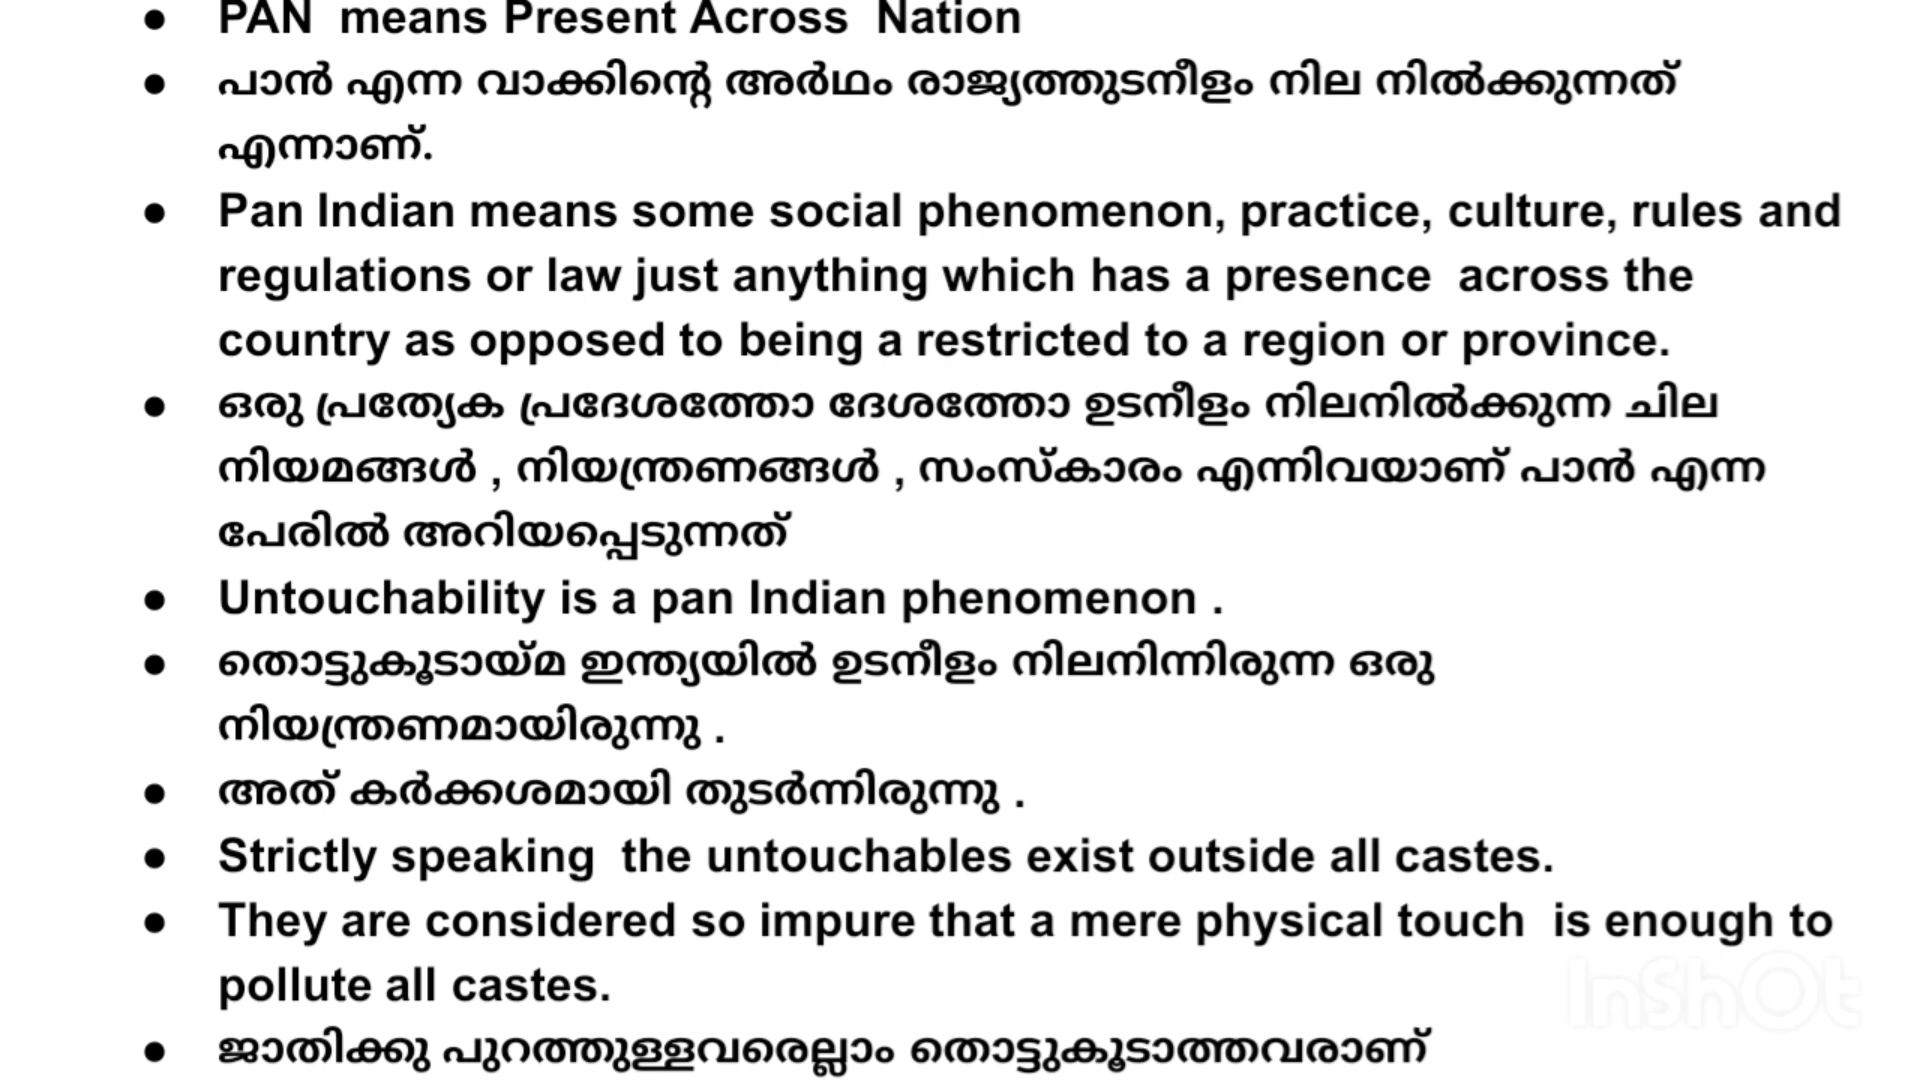 ● PAN means Present Across Nation
● പാൻ എന്ന വാക്കിന്റെ അർഥം രാജ്യത്തുടനീളം നില നിൽക്കുന്നത്
എന്നാണ്.
● Pan Indian means some social phenomenon, practice, culture, rules and
regulations or law just anything which has a presence across the
country as opposed to being a restricted to a region or province.
● ഒരു പ്രത്യേക പ്രദേശത്തോ ദേശത്തോ ഉടനീളം നിലനിൽക്കുന്ന ചില
നിയമങ്ങൾ , നിയന്ത്രണങ്ങൾ , സംസ്കാരം എന്നിവയാണ് പാൻ എന്ന
പേരിൽ അറിയപ്പെടുന്നത്
● Untouchability is a pan Indian phenomenon .
● തൊട്ടുകൂടായ്മ ഇന്ത്യയിൽ ഉടനീളം നിലനിന്നിരുന്ന ഒരു
നിയന്ത്രണമായിരുന്നു .
● അത് കർക്കശമായി തുടർന്നിരുന്നു .
● Strictly speaking the untouchables exist outside all castes.
● They are considered so impure that a mere physical touch is enough to
pollute all castes.
InShOt
● ജാതിക്കു പുറത്തുള്ളവരെല്ലാം തൊട്ടുകൂടാത്തവരാണ്